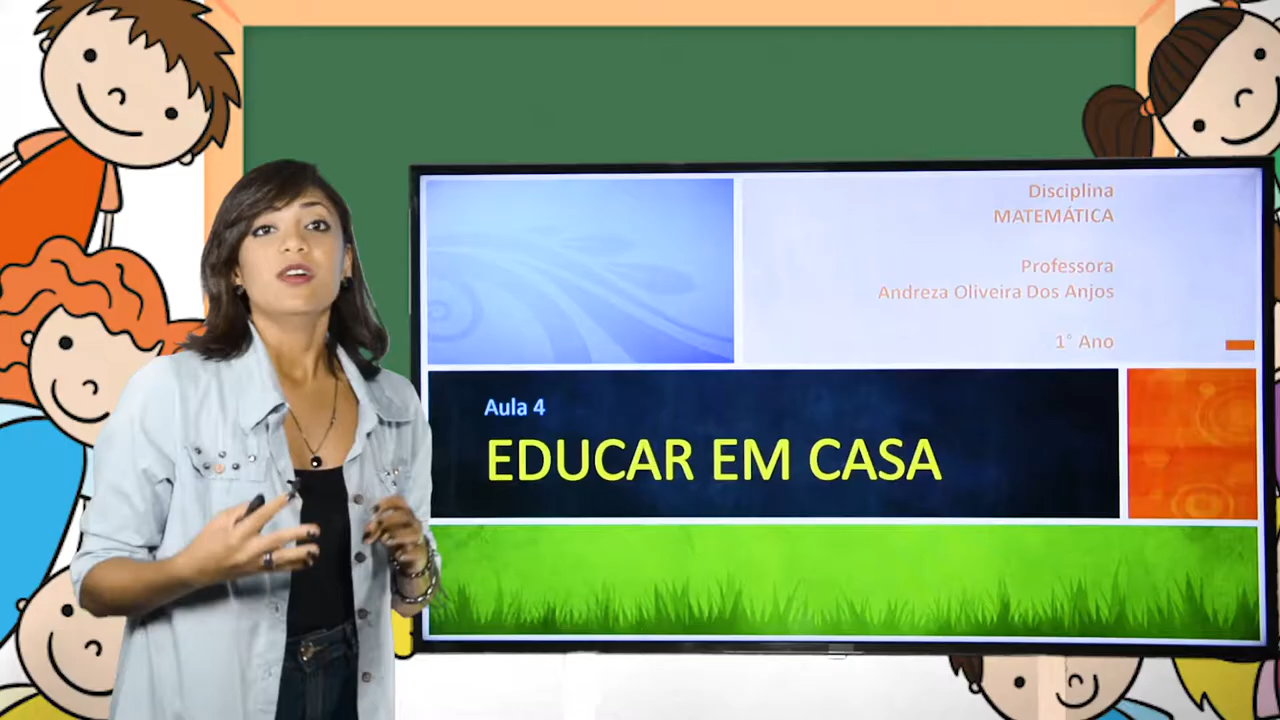 Disciplina
MATEMÁTICA
Professora
Andreza Oliveira Dos Anjos
1° Ano
Aula 4
EDUCAR EM CASA